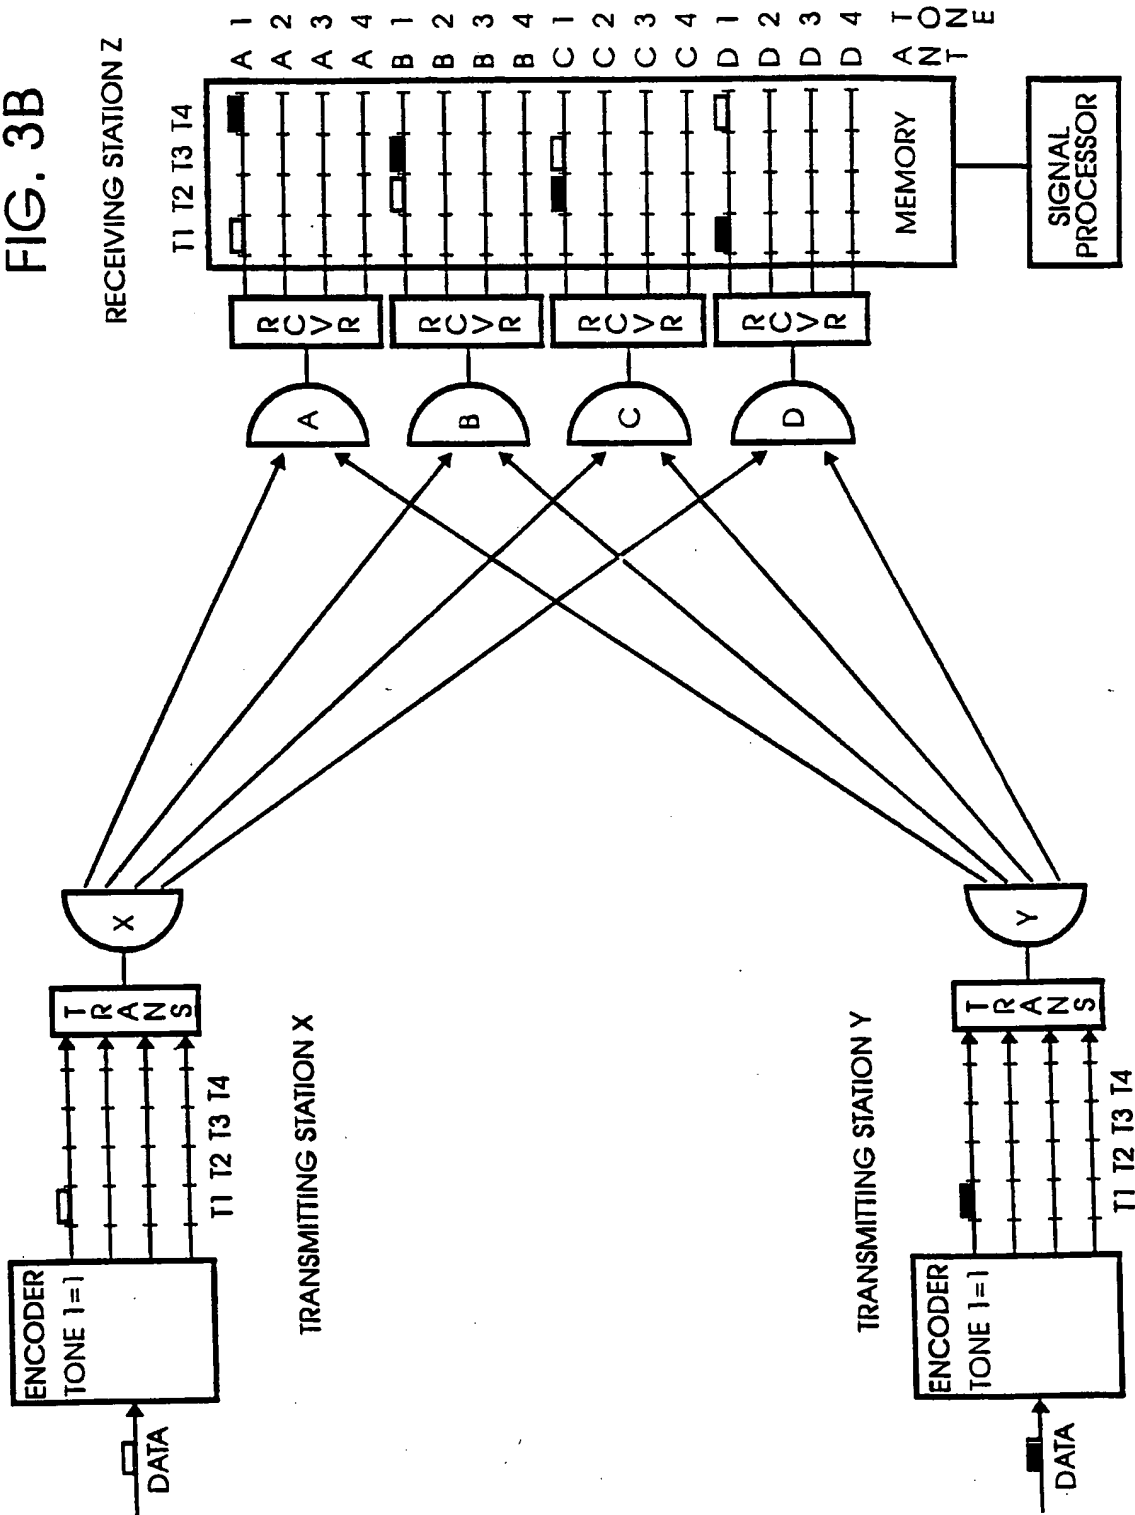 FIG. 3B
RECEIVING STATION Z
T1 T2 T3 T4
A 1
A 2
A 3
A 4
B 1
B 2
B 3
B 4
C 1
C 2
C 3
C 4
D 1
D 2
D 3
D 4
ANT
TONE
MEMORY
SIGNAL
PROCESSOR
RCVR
RCVR
RCVR
RCVR
A
B
C
D
X
Y
TRANS
T1 T2 T3 T4
ENCODER
TONE 1=1
DATA
TRANSMITTING STATION X
TRANS
T1 T2 T3 T4
ENCODER
TONE 1=1
DATA
TRANSMITTING STATION Y